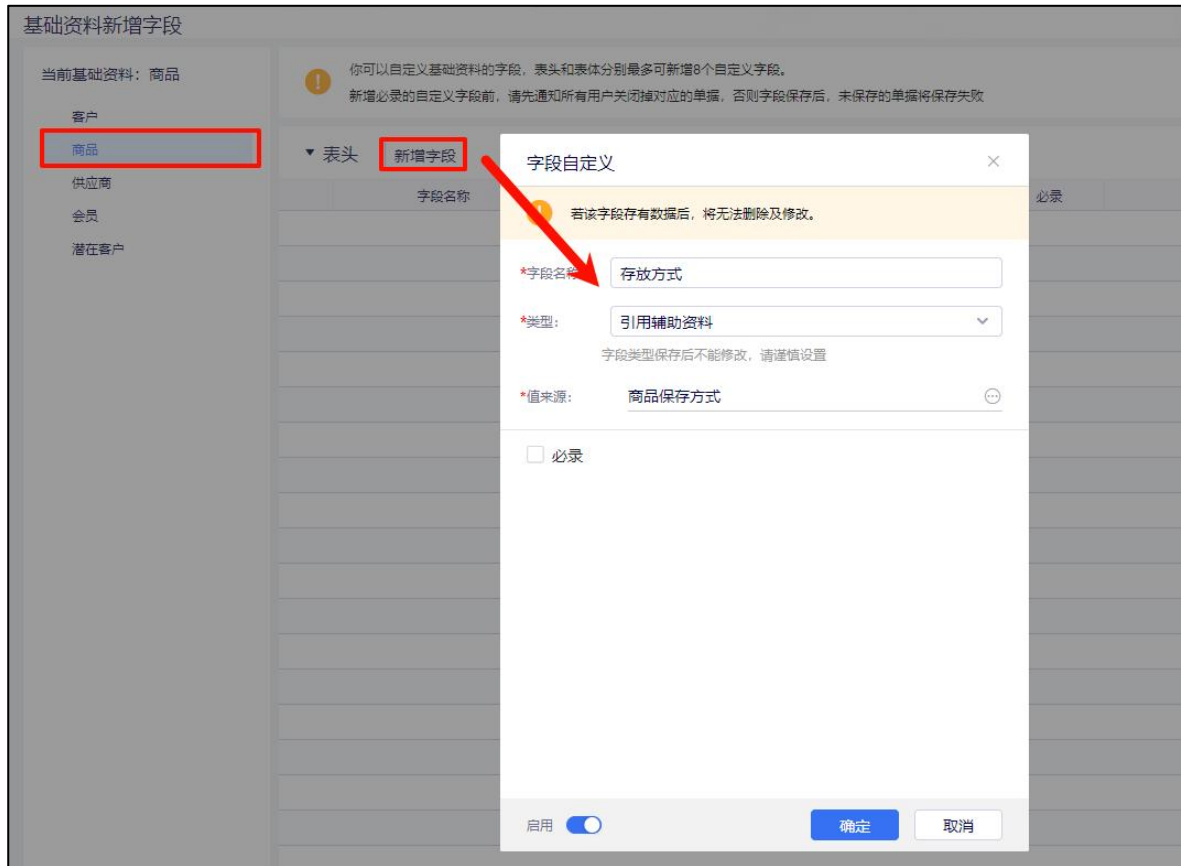 基础资料新增字段
当前基础资料：商品
客户
商品
供应商
会员
潜在客户
你可以自定义基础资料的字段，表头和表体分别最多可新增8个自定义字段。
新增必录的自定义字段前，请先通知所有用户关闭掉对应的单据，否则字段保存后，未保存的单据将保存失败
表头 新增字段
字段名称 必录
字段自定义
若该字段存有数据后，将无法删除及修改。
*字段名称 存放方式
*类型： 引用辅助资料
字段类型保存后不能修改，请谨慎设置
*值来源： 商品保存方式
必录
启用 确定 取消